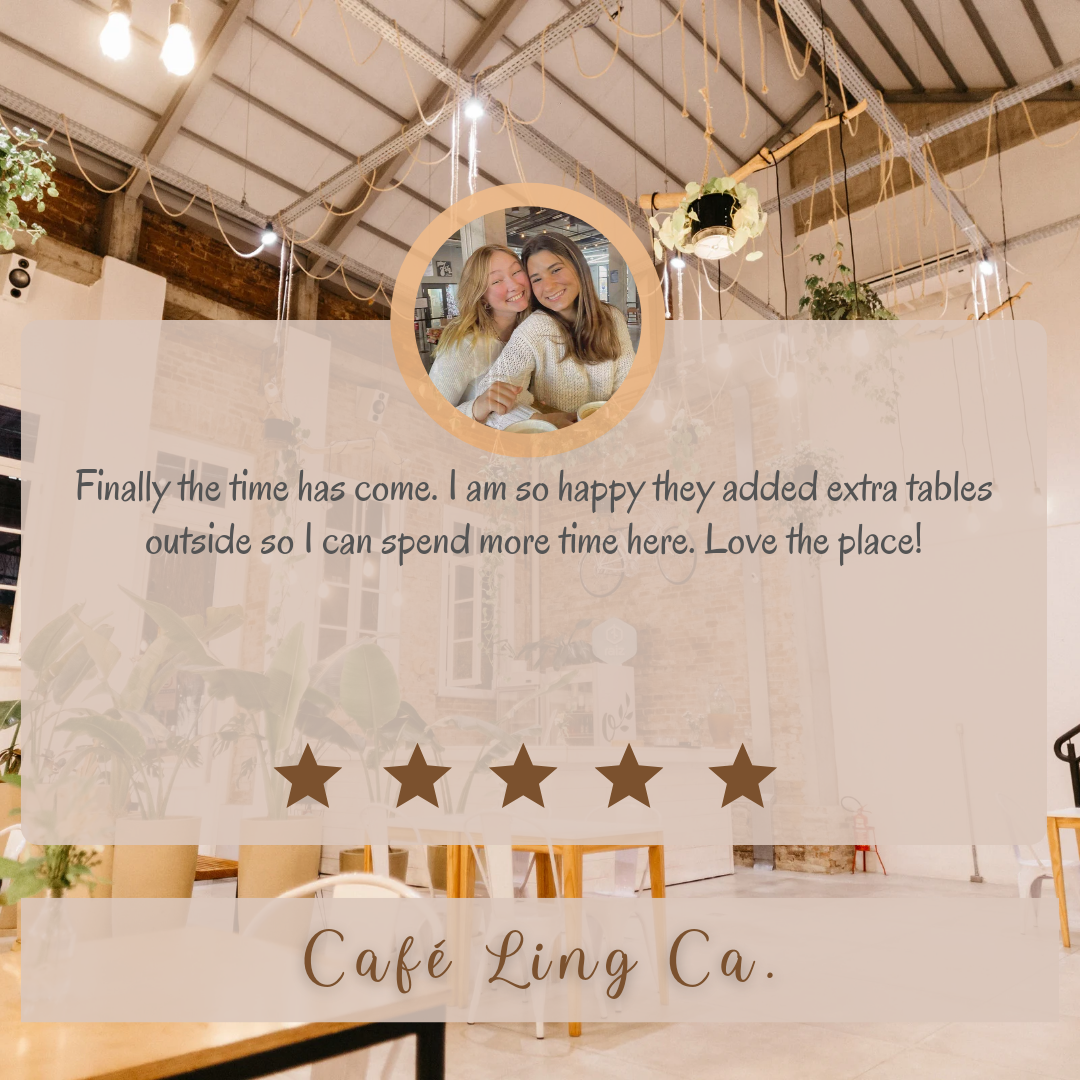 Finally the time has come. I am so happy they added extra tables
outside so I can spend more time here. Love the place!
Café Ling Ca.